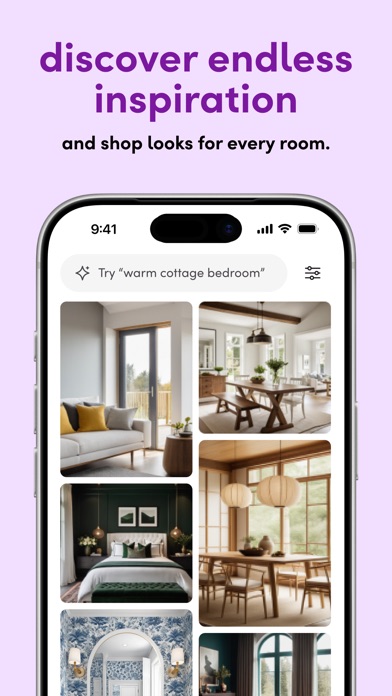 discover endless
inspiration
and shop looks for every room.
9:41
Try “warm cottage bedroom”